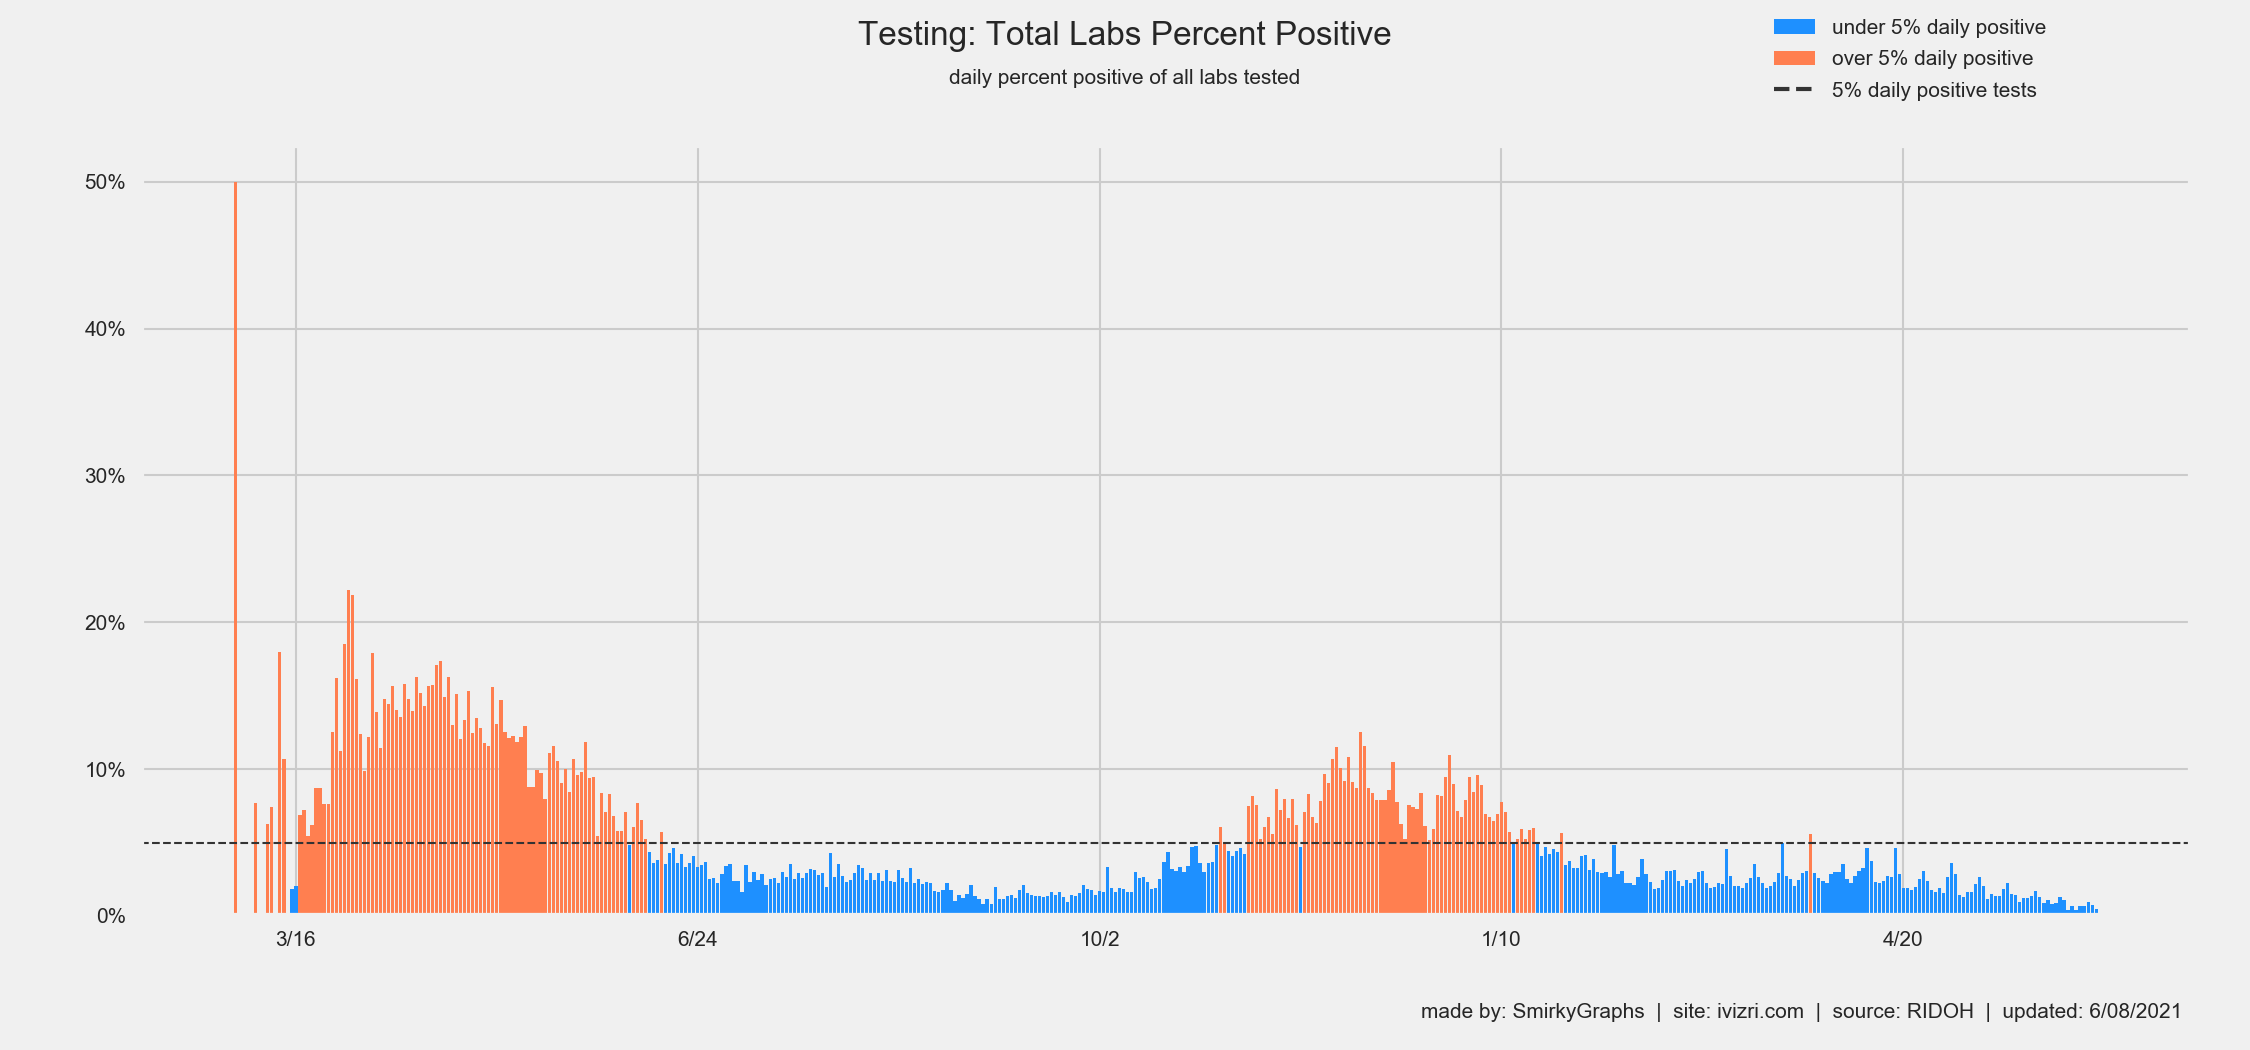 Testing: Total Labs Percent Positive
daily percent positive of all labs tested
under 5% daily positive
over 5% daily positive
5% daily positive tests
50%
40%
30%
20%
10%
0%
3/16
6/24
10/2
1/10
4/20
made by: SmirkyGraphs | site: ivizri.com | source: RIDOH | updated: 6/08/2021